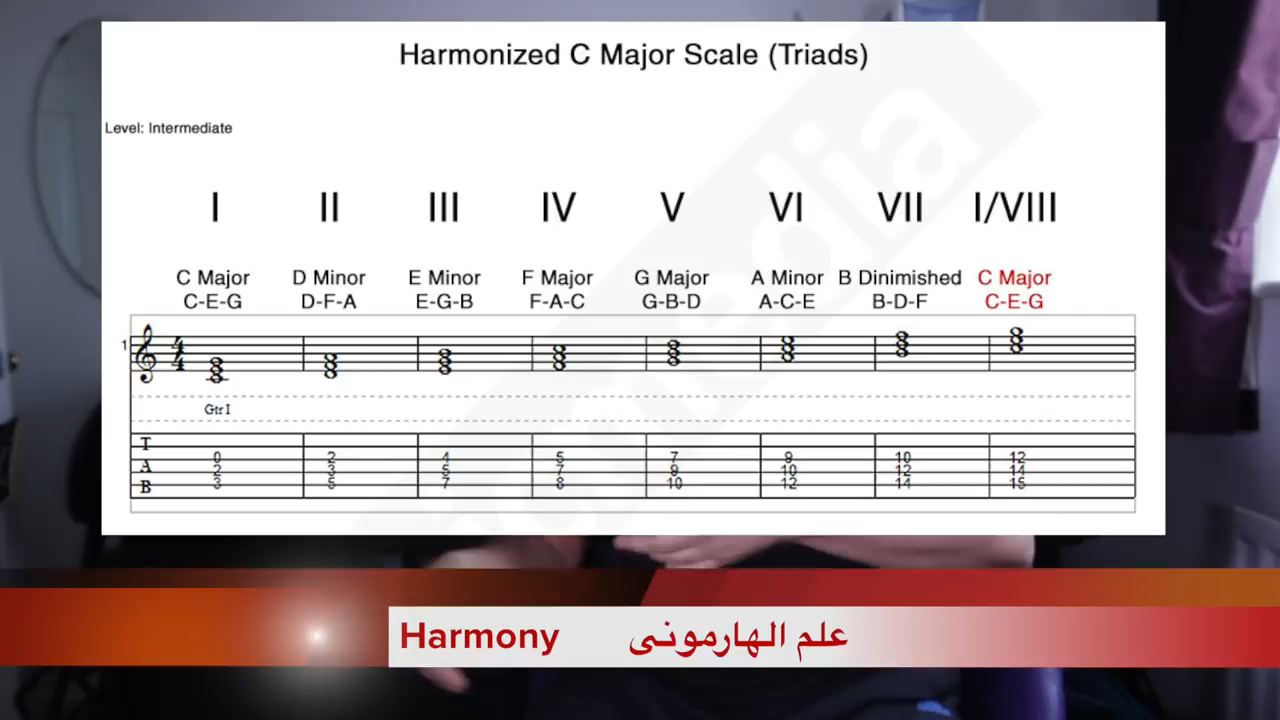 Harmonized C Major Scale (Triads)
Level: Intermediate
I II III IV V VI VII I/VIII
C Major D Minor E Minor F Major G Major A Minor B Dinimished C Major
C-E-G D-F-A E-G-B F-A-C G-B-D A-C-E B-D-F C-E-G
1 4 4
Gtr I
T
0 2 4 5 7 9 10 12
A 2 3 5 7 9 10 12 14
B 3 5 7 8 10 12 14 15
Harmony علم الهارمونى